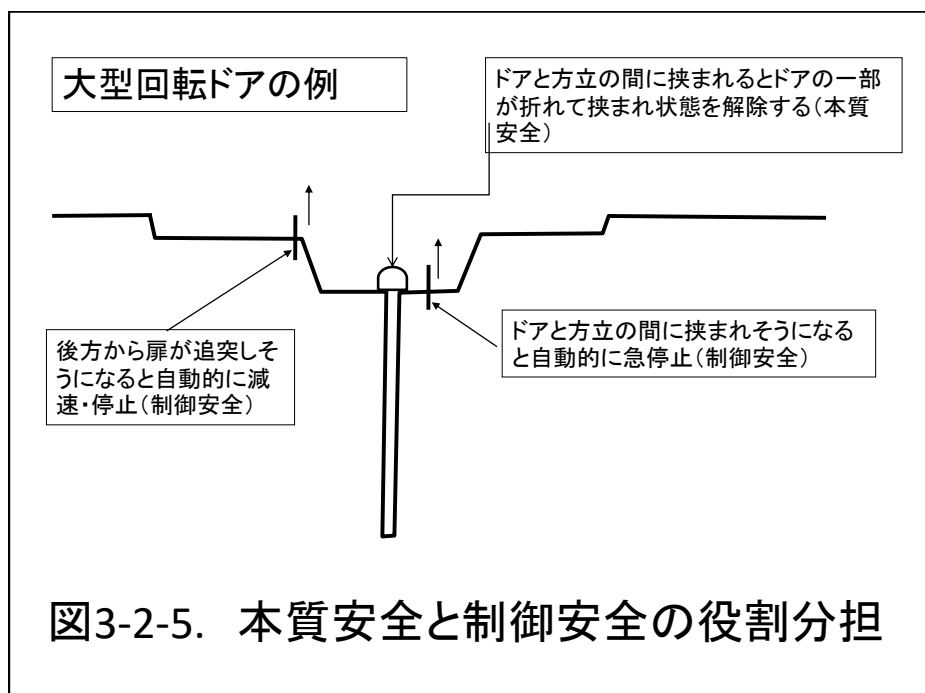 大型回転ドアの例
ドアと方立の間に挟まれるとドアの一部
が折れて挟まれ状態を解除する(本質
安全)
後方から扉が追突しそ
うになると自動的に減
速・停止(制御安全)
ドアと方立の間に挟まれそうになる
と自動的に急停止(制御安全)
図3-2-5. 本質安全と制御安全の役割分担